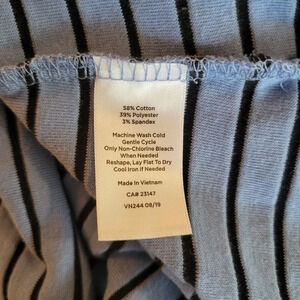 58% Cotton
39% Polyester
3% Spandex
Machine Wash Cold
Gentle Cycle
Only Non-Chlorine Bleach
When Needed
Reshape, Lay Flat To Dry
Cool Iron if Needed
Made In Vietnam
CA# 23147
VN244 08/19